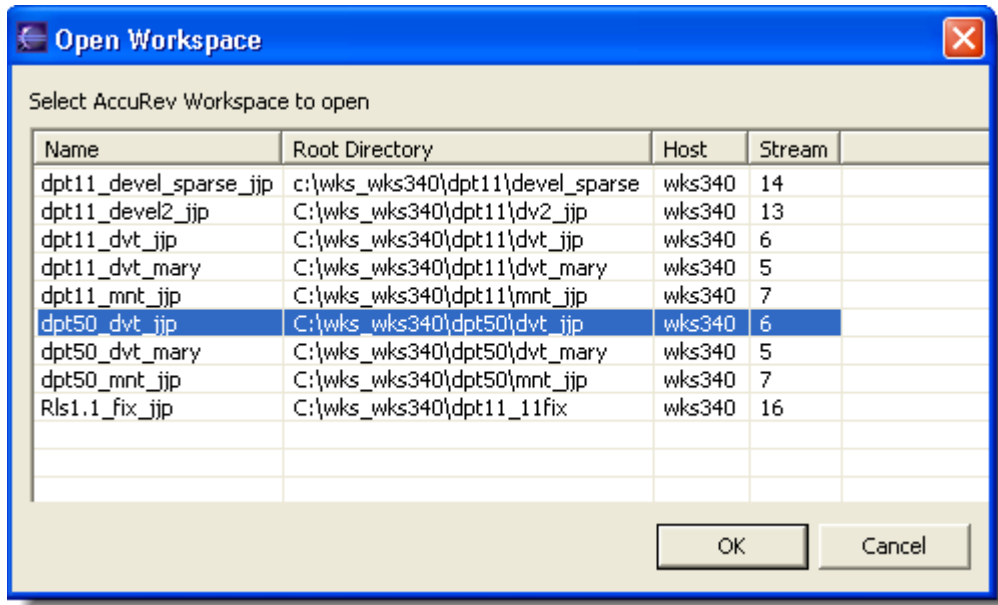 Open Workspace
Select AccuRev Workspace to open
Name Root Directory Host Stream
dpt11_devel_sparse_jjp c:\wks_wks340\dpt11\devel_sparse wks340 14
dpt11_devel2_jjp C:\wks_wks340\dpt11\dv2_jjp wks340 13
dpt11_dvt_jjp C:\wks_wks340\dpt11\dvt_jjp wks340 6
dpt11_dvt_mary C:\wks_wks340\dpt11\dvt_mary wks340 5
dpt11_mnt_jjp C:\wks_wks340\dpt11\mnt_jjp wks340 7
dpt50_dvt_jjp C:\wks_wks340\dpt50\dvt_jjp wks340 6
dpt50_dvt_mary C:\wks_wks340\dpt50\dvt_mary wks340 5
dpt50_mnt_jjp C:\wks_wks340\dpt50\mnt_jjp wks340 7
Rls1.1_fix_jjp C:\wks_wks340\dpt11_11fix wks340 16
OK Cancel